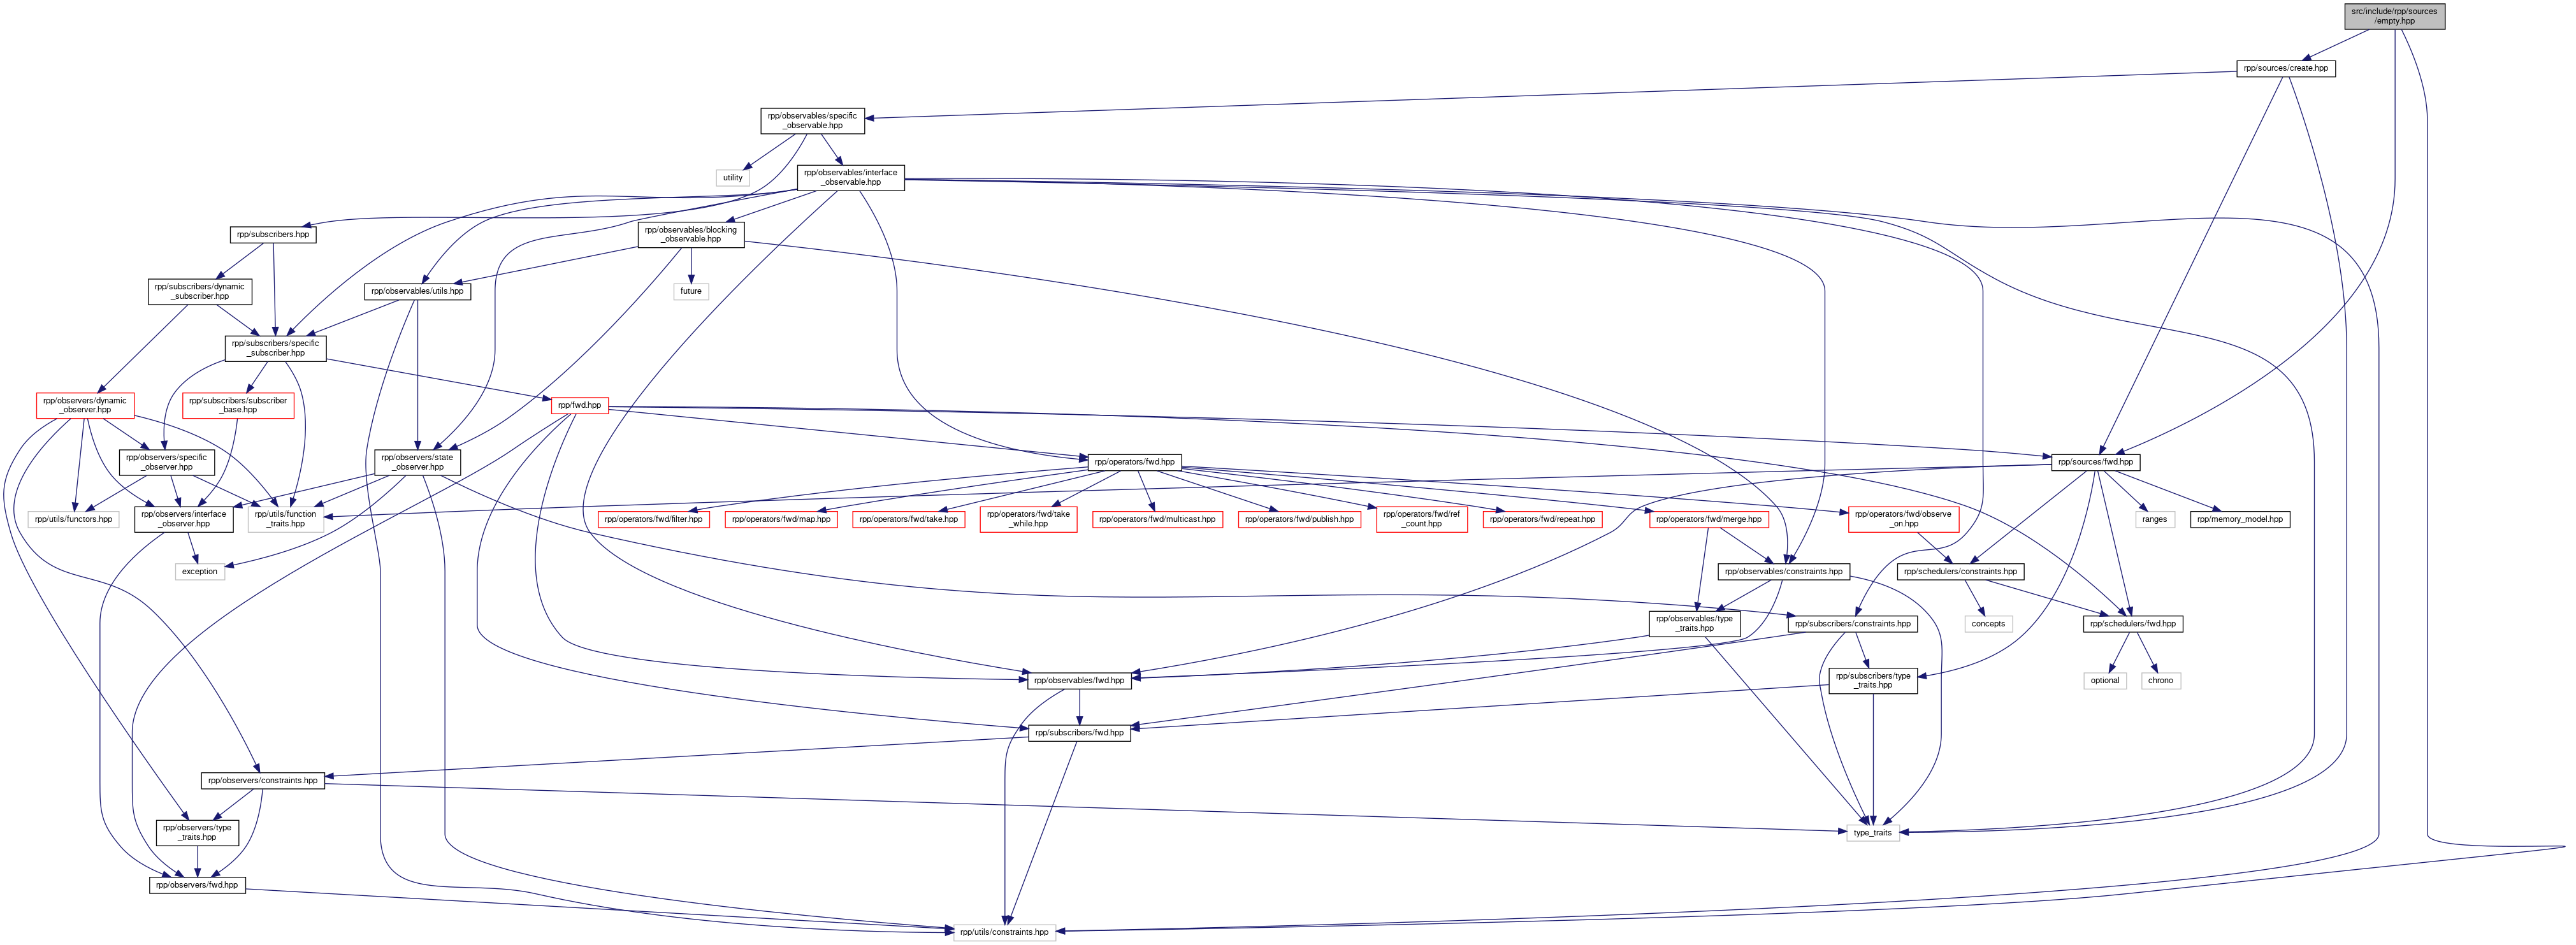 src/include/rpp/sources
/empty.hpp
rpp/sources/create.hpp
rpp/observables/specific
_observable.hpp
utility
rpp/observables/interface
_observable.hpp
rpp/subscribers.hpp
rpp/observables/blocking
_observable.hpp
rpp/subscribers/dynamic
_subscriber.hpp
rpp/observables/utils.hpp
future
rpp/subscribers/specific
_subscriber.hpp
rpp/observers/dynamic
_observer.hpp
rpp/subscribers/subscriber
_base.hpp
rpp/fwd.hpp
rpp/observers/specific
_observer.hpp
rpp/observers/state
_observer.hpp
rpp/operators/fwd.hpp
rpp/sources/fwd.hpp
rpp/utils/functors.hpp
rpp/observers/interface
_observer.hpp
rpp/utils/function
_traits.hpp
rpp/operators/fwd/filter.hpp
rpp/operators/fwd/map.hpp
rpp/operators/fwd/take.hpp
rpp/operators/fwd/take
_while.hpp
rpp/operators/fwd/multicast.hpp
rpp/operators/fwd/publish.hpp
rpp/operators/fwd/ref
_count.hpp
rpp/operators/fwd/repeat.hpp
rpp/operators/fwd/merge.hpp
rpp/operators/fwd/observe
_on.hpp
ranges
rpp/memory_model.hpp
exception
rpp/observables/constraints.hpp
rpp/schedulers/constraints.hpp
rpp/observables/type
_traits.hpp
rpp/subscribers/constraints.hpp
concepts
rpp/schedulers/fwd.hpp
rpp/observables/fwd.hpp
rpp/subscribers/type
_traits.hpp
optional
chrono
rpp/subscribers/fwd.hpp
rpp/observers/constraints.hpp
rpp/observers/type
_traits.hpp
type_traits
rpp/observers/fwd.hpp
rpp/utils/constraints.hpp